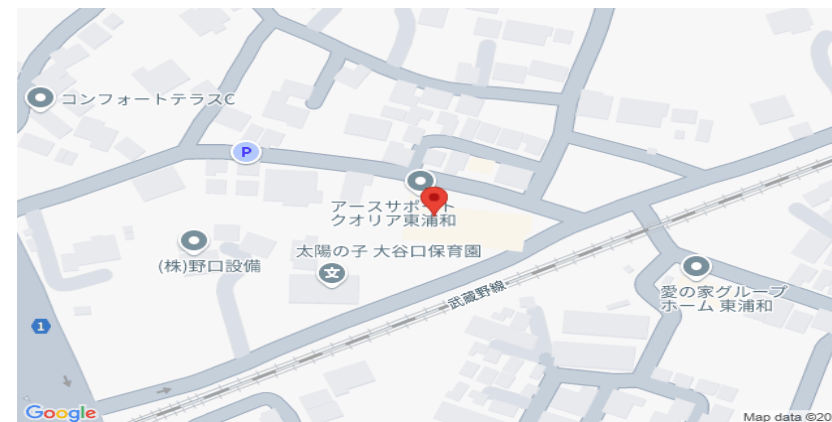 コンフォートテラスC
P
アースサポート
クオリア東浦和
太陽の子 大谷口保育園
(株)野口設備
武蔵野線
愛の家グループ
ホーム 東浦和
文
1
Google
Map data ©20